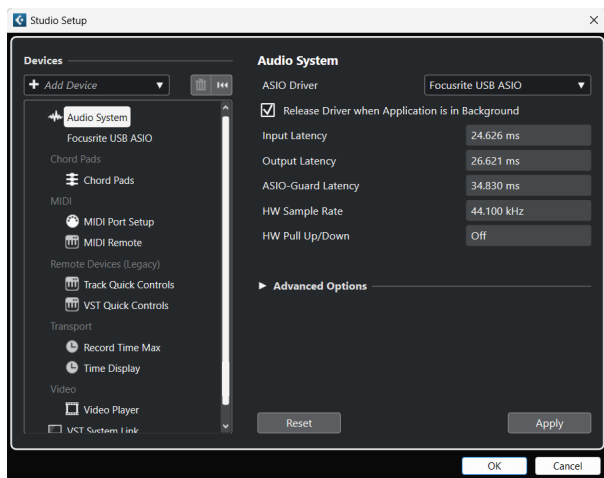 Studio Setup
Devices
Add Device
Audio System
Focusrite USB ASIO
Chord Pads
Chord Pads
MIDI
MIDI Port Setup
MIDI Remote
Remote Devices (Legacy)
Track Quick Controls
VST Quick Controls
Transport
Record Time Max
Time Display
Video
Video Player
VST System Link
Audio System
ASIO Driver Focusrite USB ASIO
Release Driver when Application is in Background
Input Latency 24.626 ms
Output Latency 26.621 ms
ASIO-Guard Latency 34.830 ms
HW Sample Rate 44.100 kHz
HW Pull Up/Down Off
Advanced Options
Reset Apply
OK Cancel